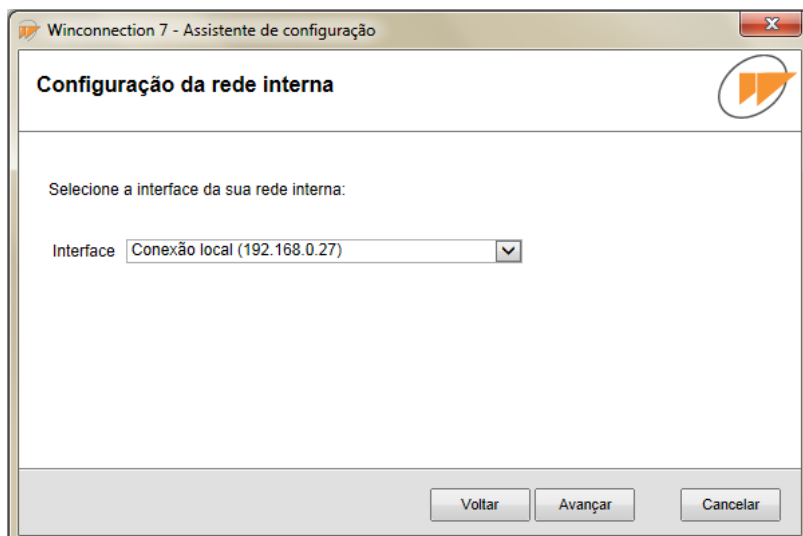 Winconnection 7 - Assistente de configuração
Configuração da rede interna
Selecione a interface da sua rede interna:
Interface Conexão local (192.168.0.27)
Voltar Avançar Cancelar